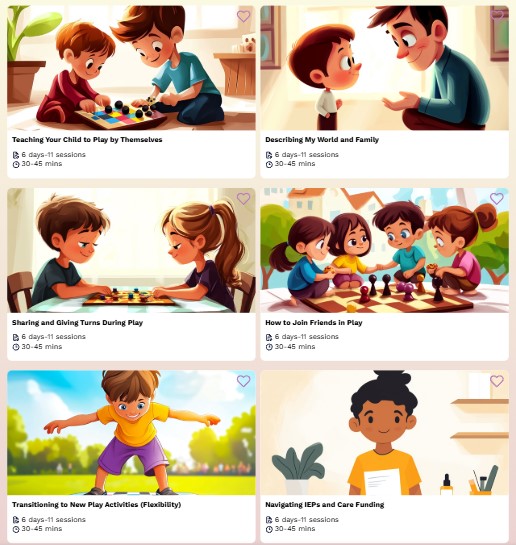 Teaching Your Child to Play by Themselves
6 days-11 sessions
30-45 mins
Describing My World and Family
6 days-11 sessions
30-45 mins
Sharing and Giving Turns During Play
6 days-11 sessions
30-45 mins
How to Join Friends in Play
6 days-11 sessions
30-45 mins
Transitioning to New Play Activities (Flexibility)
6 days-11 sessions
30-45 mins
Navigating IEPs and Care Funding
6 days-11 sessions
30-45 mins